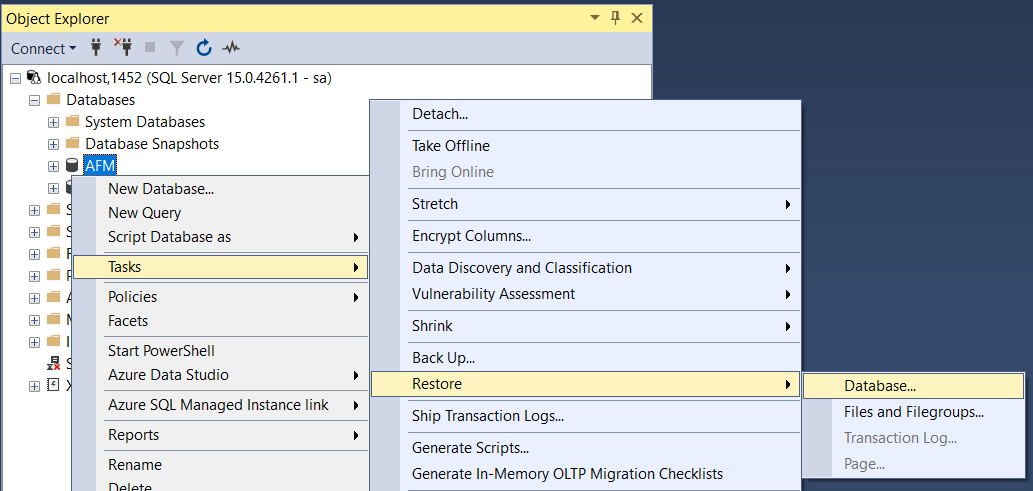 Object Explorer
Connect
localhost,1452 (SQL Server 15.0.4261.1 - sa)
Databases
System Databases
Database Snapshots
AFM
New Database...
New Query
Script Database as
Tasks
Policies
Facets
Start PowerShell
Azure Data Studio
Azure SQL Managed Instance link
Reports
Rename
Delete
Detach...
Take Offline
Bring Online
Stretch
Encrypt Columns...
Data Discovery and Classification
Vulnerability Assessment
Shrink
Back Up...
Restore
Ship Transaction Logs...
Generate Scripts...
Generate In-Memory OLTP Migration Checklists
Database...
Files and Filegroups...
Transaction Log...
Page...